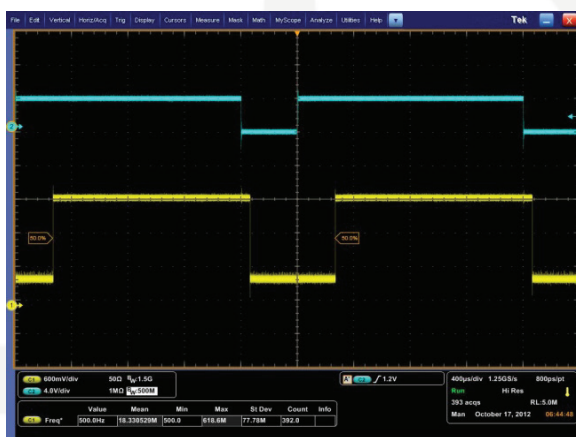 File Edit Vertical Horiz/Acq Trig Display Cursors Measure Mask Math MyScope Analyze Utilities Help Tek X
2
50.0% 50.0%
1
C1 600mV/div 50Ω BW:1.5G
C2 4.0V/div 1MΩ BW:500M
A' C2 1.2V
400µs/div 1.25GS/s 800ps/pt
Run Hi Res
393 acqs RL:5.0M
Man October 17, 2012 06:44:48
Value Mean Min Max St Dev Count Info
C1 Freq* 500.0Hz 18.336529M 500.0 618.6M 77.78M 392.0